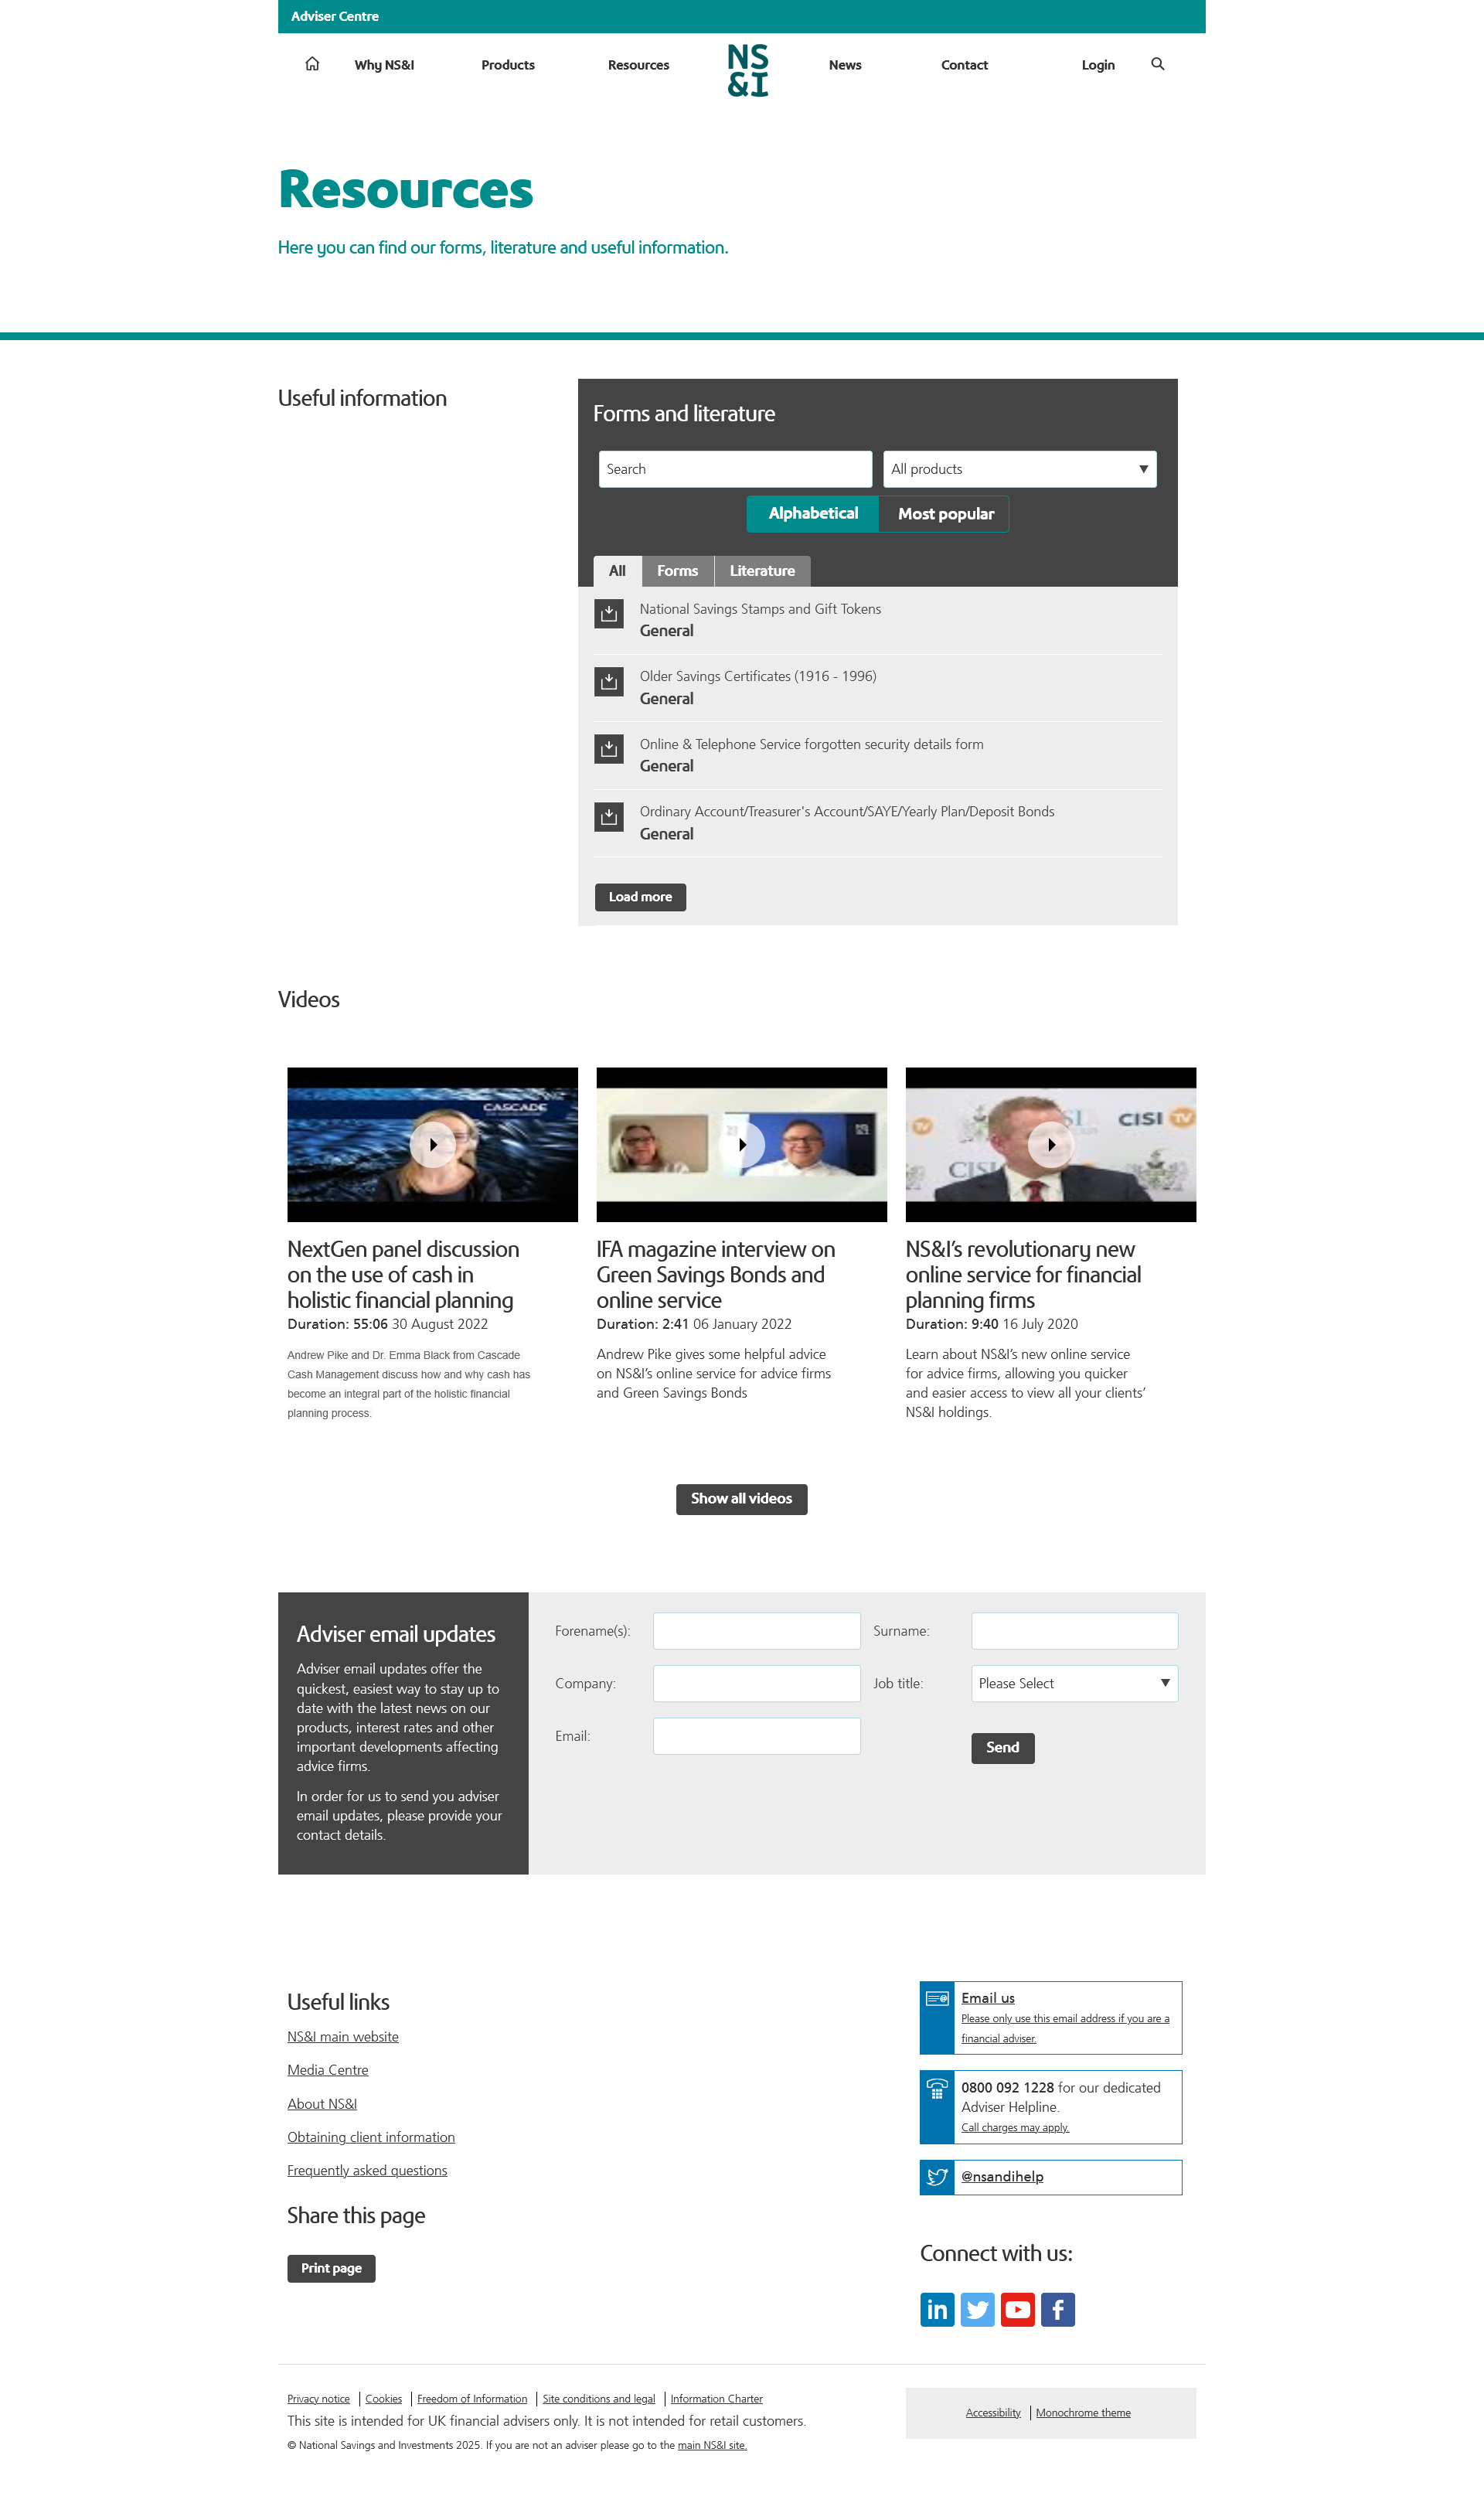 Adviser Centre
Why NS&I
Products
Resources
NS
&I
News
Contact
Login
Resources
Here you can find our forms, literature and useful information.
Useful information
Forms and literature
Search
All products
Alphabetical
Most popular
All
Forms
Literature
National Savings Stamps and Gift Tokens
General
Older Savings Certificates (1916 - 1996)
General
Online & Telephone Service forgotten security details form
General
Ordinary Account/Treasurer's Account/SAYE/Yearly Plan/Deposit Bonds
General
Load more
Videos
CASCADE
CISI
TV
NextGen panel discussion
on the use of cash in
holistic financial planning
Duration: 55:06 30 August 2022
Andrew Pike and Dr. Emma Black from Cascade
Cash Management discuss how and why cash has
become an integral part of the holistic financial
planning process.
IFA magazine interview on
Green Savings Bonds and
online service
Duration: 2:41 06 January 2022
Andrew Pike gives some helpful advice
on NS&I’s online service for advice firms
and Green Savings Bonds
NS&I’s revolutionary new
online service for financial
planning firms
Duration: 9:40 16 July 2020
Learn about NS&I’s new online service
for advice firms, allowing you quicker
and easier access to view all your clients’
NS&I holdings.
Show all videos
Adviser email updates
Adviser email updates offer the
quickest, easiest way to stay up to
date with the latest news on our
products, interest rates and other
important developments affecting
advice firms.
In order for us to send you adviser
email updates, please provide your
contact details.
Forename(s):
Surname:
Company:
Job title:
Please Select
Email:
Send
Useful links
NS&I main website
Media Centre
About NS&I
Obtaining client information
Frequently asked questions
Share this page
Print page
Email us
Please only use this email address if you are a
financial adviser.
0800 092 1228 for our dedicated
Adviser Helpline.
Call charges may apply.
@nsandihelp
Connect with us:
in
f
Privacy notice
Cookies
Freedom of Information
Site conditions and legal
Information Charter
This site is intended for UK financial advisers only. It is not intended for retail customers.
© National Savings and Investments 2025. If you are not an adviser please go to the main NS&I site.
Accessibility
Monochrome theme